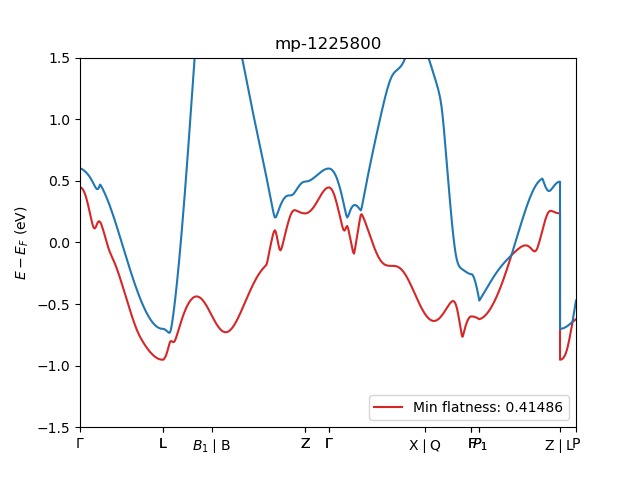 mp-1225800
E − E_F (eV)
1.5
1.0
0.5
0.0
−0.5
−1.0
−1.5
Min flatness: 0.41486
Γ L B₁ | B Z Γ X | Q F P₁ Z | L P